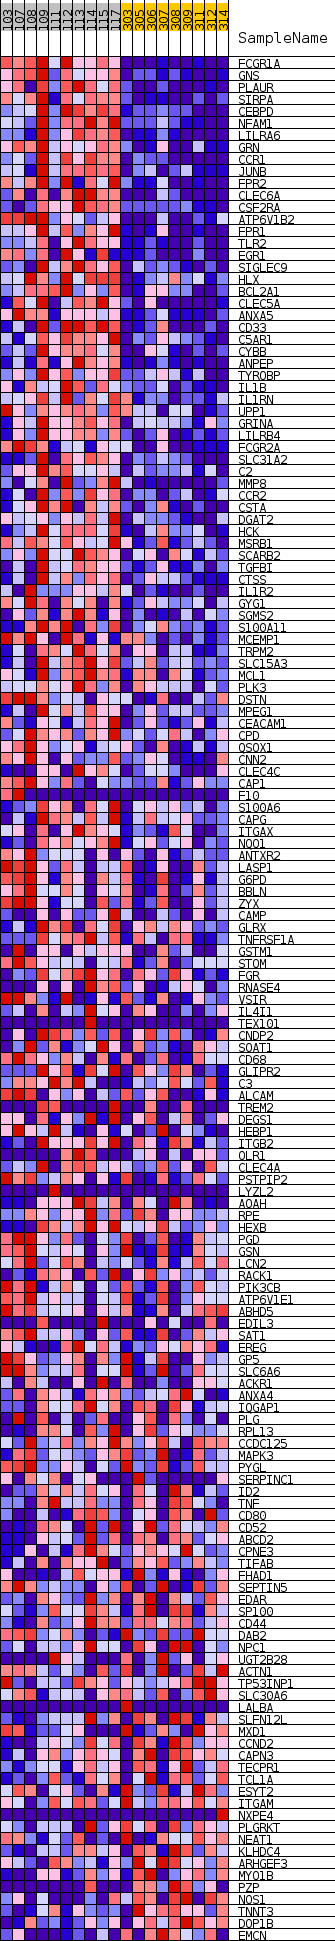 103 107 108 109 111 112 113 114 115 117 303 305 306 307 308 309 311 312 314
SampleName
FCGR1A
GNS
PLAUR
SIRPA
CEBPD
NFAM1
LILRA6
GRN
CCR1
JUNB
FPR2
CLEC6A
CSF2RA
ATP6V1B2
FPR1
TLR2
EGR1
SIGLEC9
HLX
BCL2A1
CLEC5A
ANXA5
CD33
C5AR1
CYBB
ANPEP
TYROBP
IL1B
IL1RN
UPP1
GRINA
LILRB4
FCGR2A
SLC31A2
C2
MMP8
CCR2
CSTA
DGAT2
HCK
MSRB1
SCARB2
TGFBI
CTSS
IL1R2
GYG1
SGMS2
S100A11
MCEMP1
TRPM2
SLC15A3
MCL1
PLK3
DSTN
MPEG1
CEACAM1
CPD
QSOX1
CNN2
CLEC4C
CAP1
F10
S100A6
CAPG
ITGAX
NQO1
ANTXR2
LASP1
G6PD
BBLN
ZYX
CAMP
GLRX
TNFRSF1A
GSTM1
STOM
FGR
RNASE4
VSIR
IL4I1
TEX101
CNDP2
SOAT1
CD68
GLIPR2
C3
ALCAM
TREM2
DEGS1
HEBP1
ITGB2
OLR1
CLEC4A
PSTPIP2
LYZL2
AOAH
RPE
HEXB
PGD
GSN
LCN2
RACK1
PIK3CB
ATP6V1E1
ABHD5
EDIL3
SAT1
EREG
GP5
SLC6A6
ACKR1
ANXA4
IQGAP1
PLG
RPL13
CCDC125
MAPK3
PYGL
SERPINC1
ID2
TNF
CD80
CD52
ABCD2
CPNE3
TIFAB
FHAD1
SEPTIN5
EDAR
SP100
CD44
DAB2
NPC1
UGT2B28
ACTN1
TP53INP1
SLC30A6
LALBA
SLFN12L
MXD1
CCND2
CAPN3
TECPR1
TCL1A
ESYT2
ITGAM
NXPE4
PLGRKT
NEAT1
KLHDC4
ARHGEF3
MYO1B
PZP
NOS1
TNNT3
DOP1B
EMCN